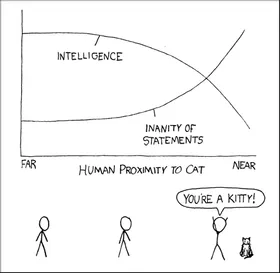 INTELLIGENCE
INANITY OF
STATEMENTS
FAR
HUMAN PROXIMITY TO CAT
NEAR
YOU'RE A KITTY!